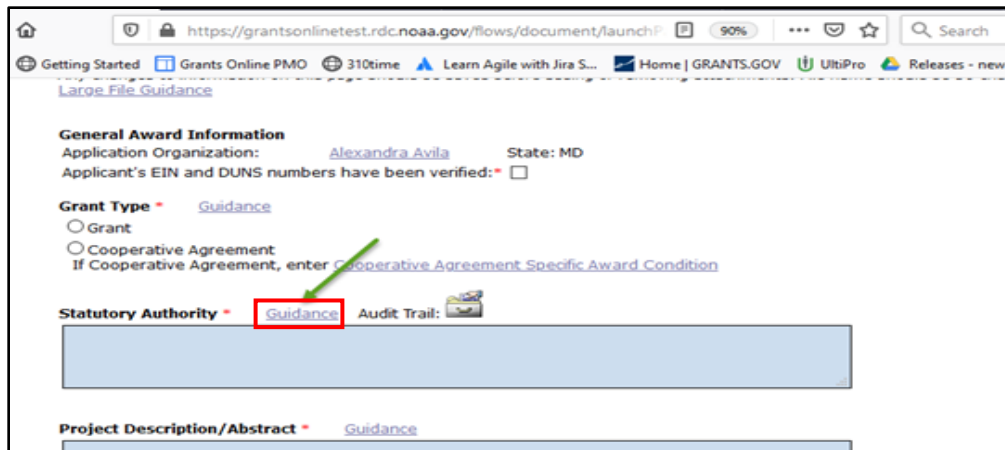 https://grantsonlinetest.rdc.noaa.gov/flows/document/launchP 90% ... Search
Getting Started Grants Online PMO 310time Learn Agile with Jira S... Home | GRANTS.GOV UltiPro Releases - new
Large File Guidance
General Award Information
Application Organization: Alexandra Avila State: MD
Applicant's EIN and DUNS numbers have been verified:*
Grant Type * Guidance
Grant
Cooperative Agreement
If Cooperative Agreement, enter Cooperative Agreement Specific Award Condition
Statutory Authority * Guidance Audit Trail:
Project Description/Abstract * Guidance